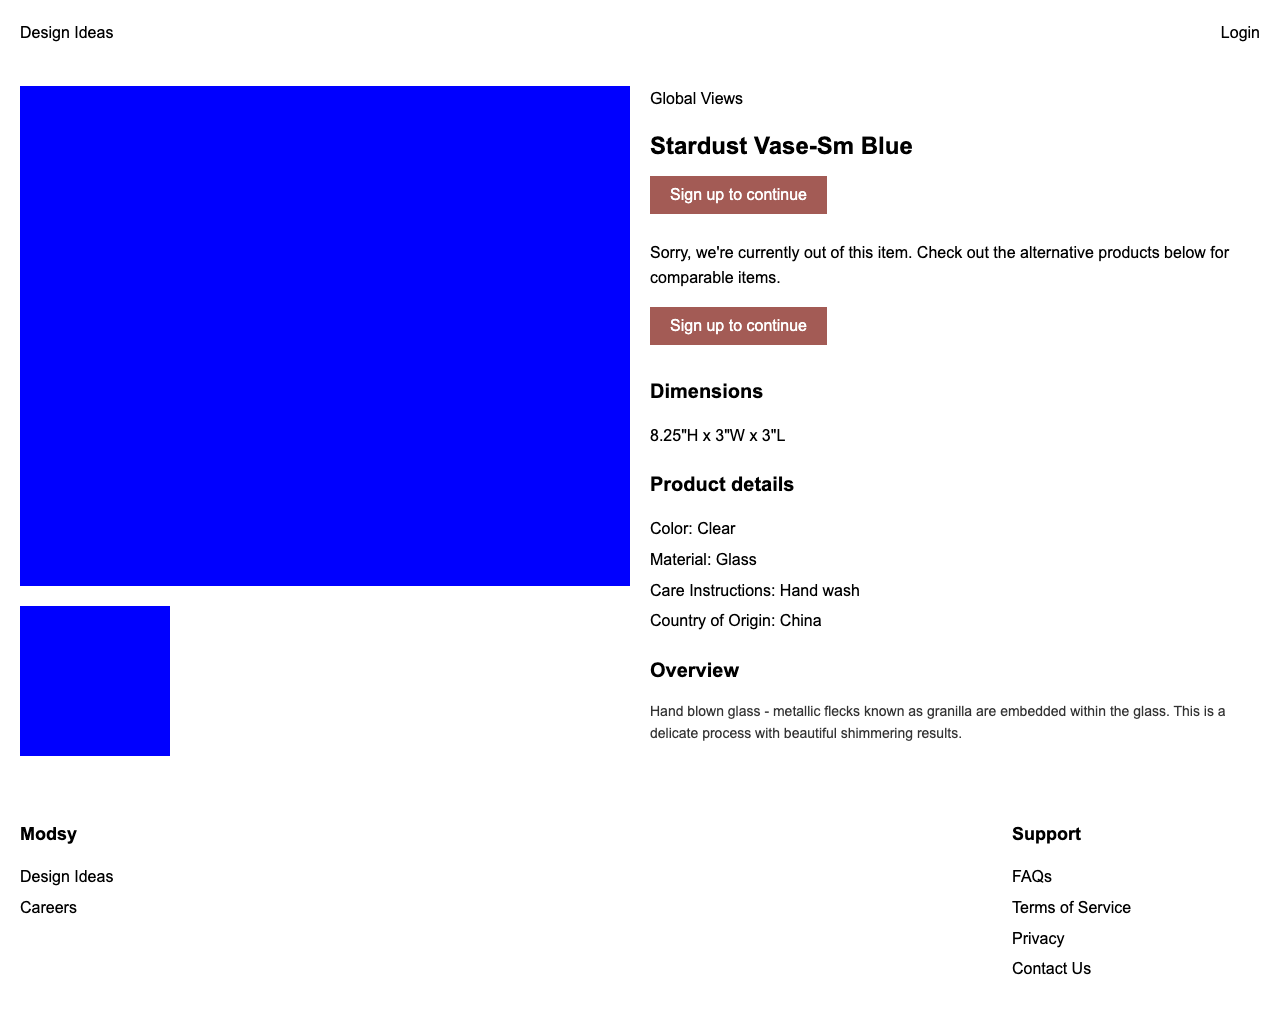 Design Ideas
Login
Global Views
Stardust Vase-Sm Blue
Sign up to continue
Sorry, we're currently out of this item. Check out the alternative products below for
comparable items.
Sign up to continue
Dimensions
8.25"H x 3"W x 3"L
Product details
Color: Clear
Material: Glass
Care Instructions: Hand wash
Country of Origin: China
Overview
Hand blown glass - metallic flecks known as granilla are embedded within the glass. This is a
delicate process with beautiful shimmering results.
Modsy
Design Ideas
Careers
Support
FAQs
Terms of Service
Privacy
Contact Us